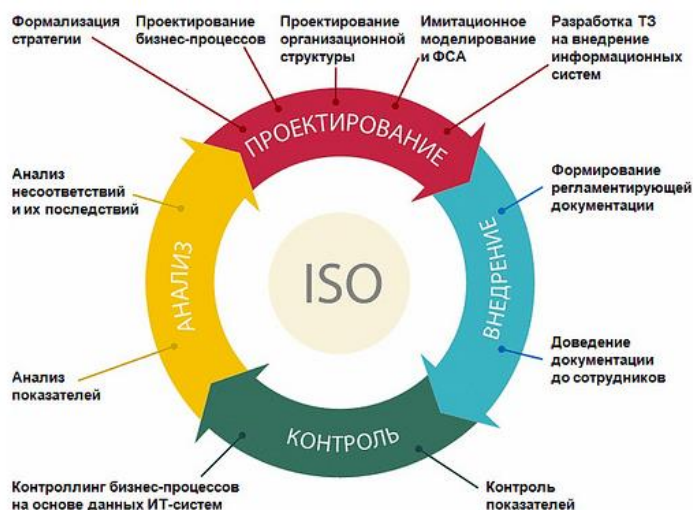 Формализация
стратегии
Проектирование
бизнес-процессов
Проектирование
организационной
структуры
Имитационное
моделирование
и ФСА
Разработка ТЗ
на внедрение
информационных
систем
ПРОЕКТИРОВАНИЕ
Анализ
несоответствий
и их последствий
Формирование
регламентирующей
документации
АНАЛИЗ
ISO
ВНЕДРЕНИЕ
Анализ
показателей
Доведение
документации
до сотрудников
КОНТРОЛЬ
Контроллинг бизнес-процессов
на основе данных ИТ-систем
Контроль
показателей